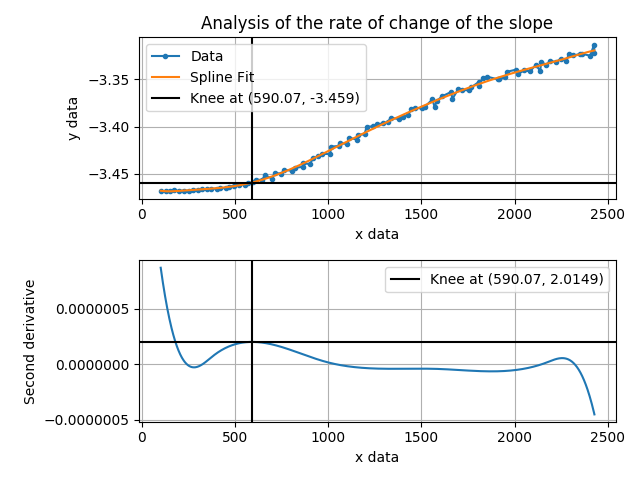 Analysis of the rate of change of the slope
Data
Spline Fit
Knee at (590.07, -3.459)
y data
−3.35
−3.40
−3.45
0 500 1000 1500 2000 2500
x data
Knee at (590.07, 2.0149)
Second derivative
0.0000005
0.0000000
−0.0000005
0 500 1000 1500 2000 2500
x data